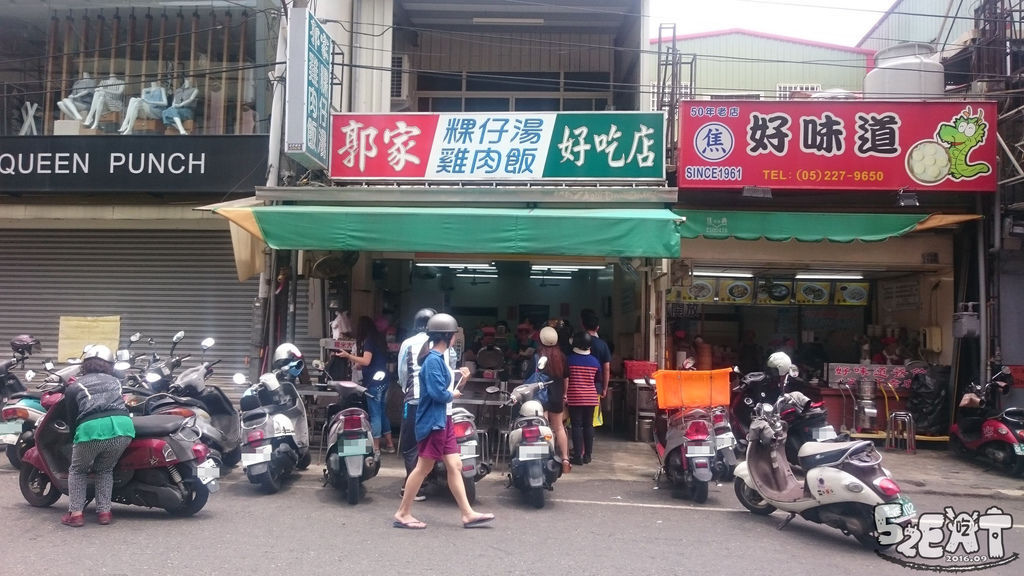 QUEEN PUNCH
郭家
粿仔湯
雞肉飯
好吃店
50年老店
焦
SINCE1961
好味道
TEL: (05)227-9650
52EAT
吃
2016.09